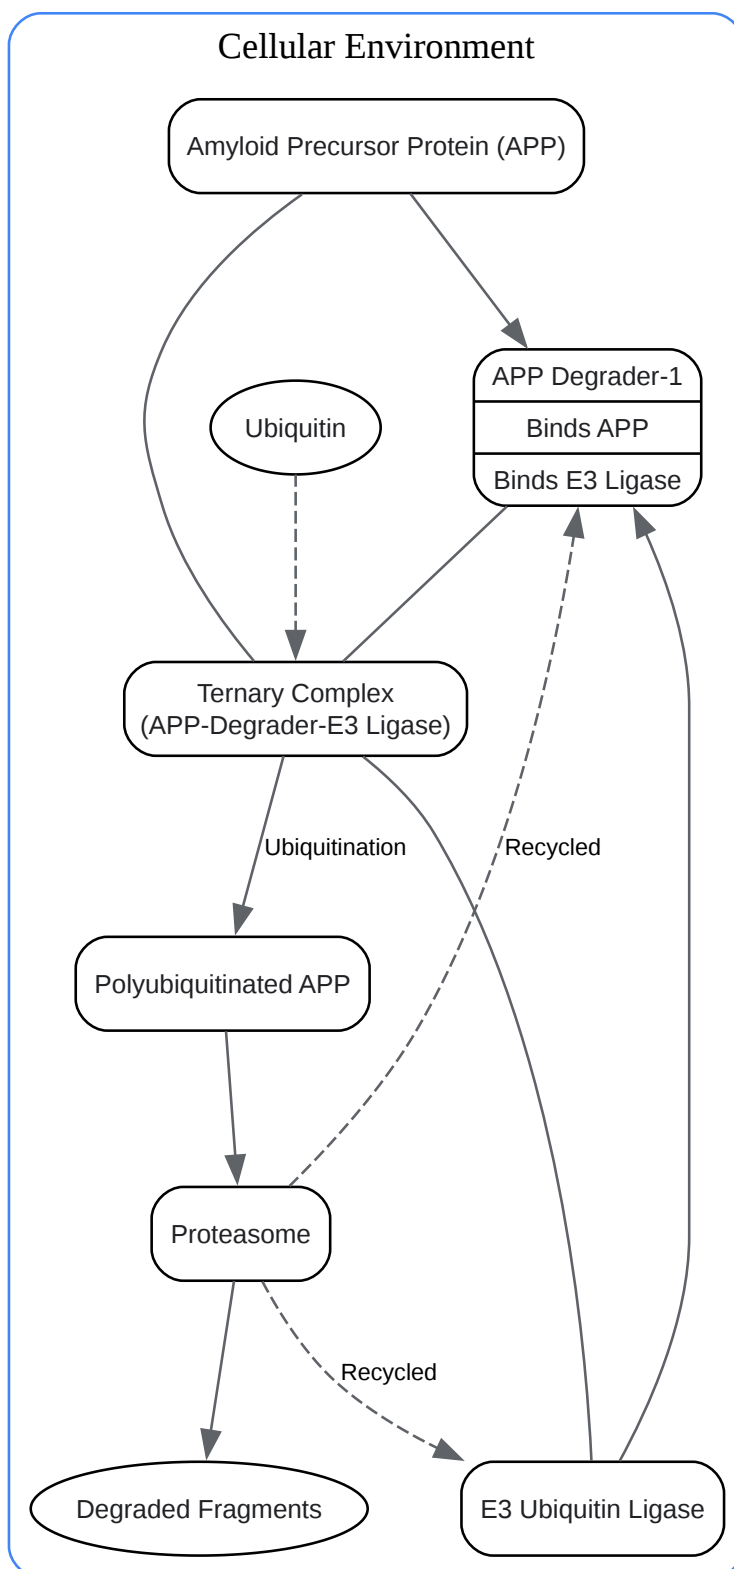 Cellular Environment
Amyloid Precursor Protein (APP)
APP Degrader-1
Binds APP
Binds E3 Ligase
Ubiquitin
Ternary Complex
(APP-Degrader-E3 Ligase)
Ubiquitination
Recycled
Polyubiquitinated APP
Proteasome
Recycled
Degraded Fragments
E3 Ubiquitin Ligase